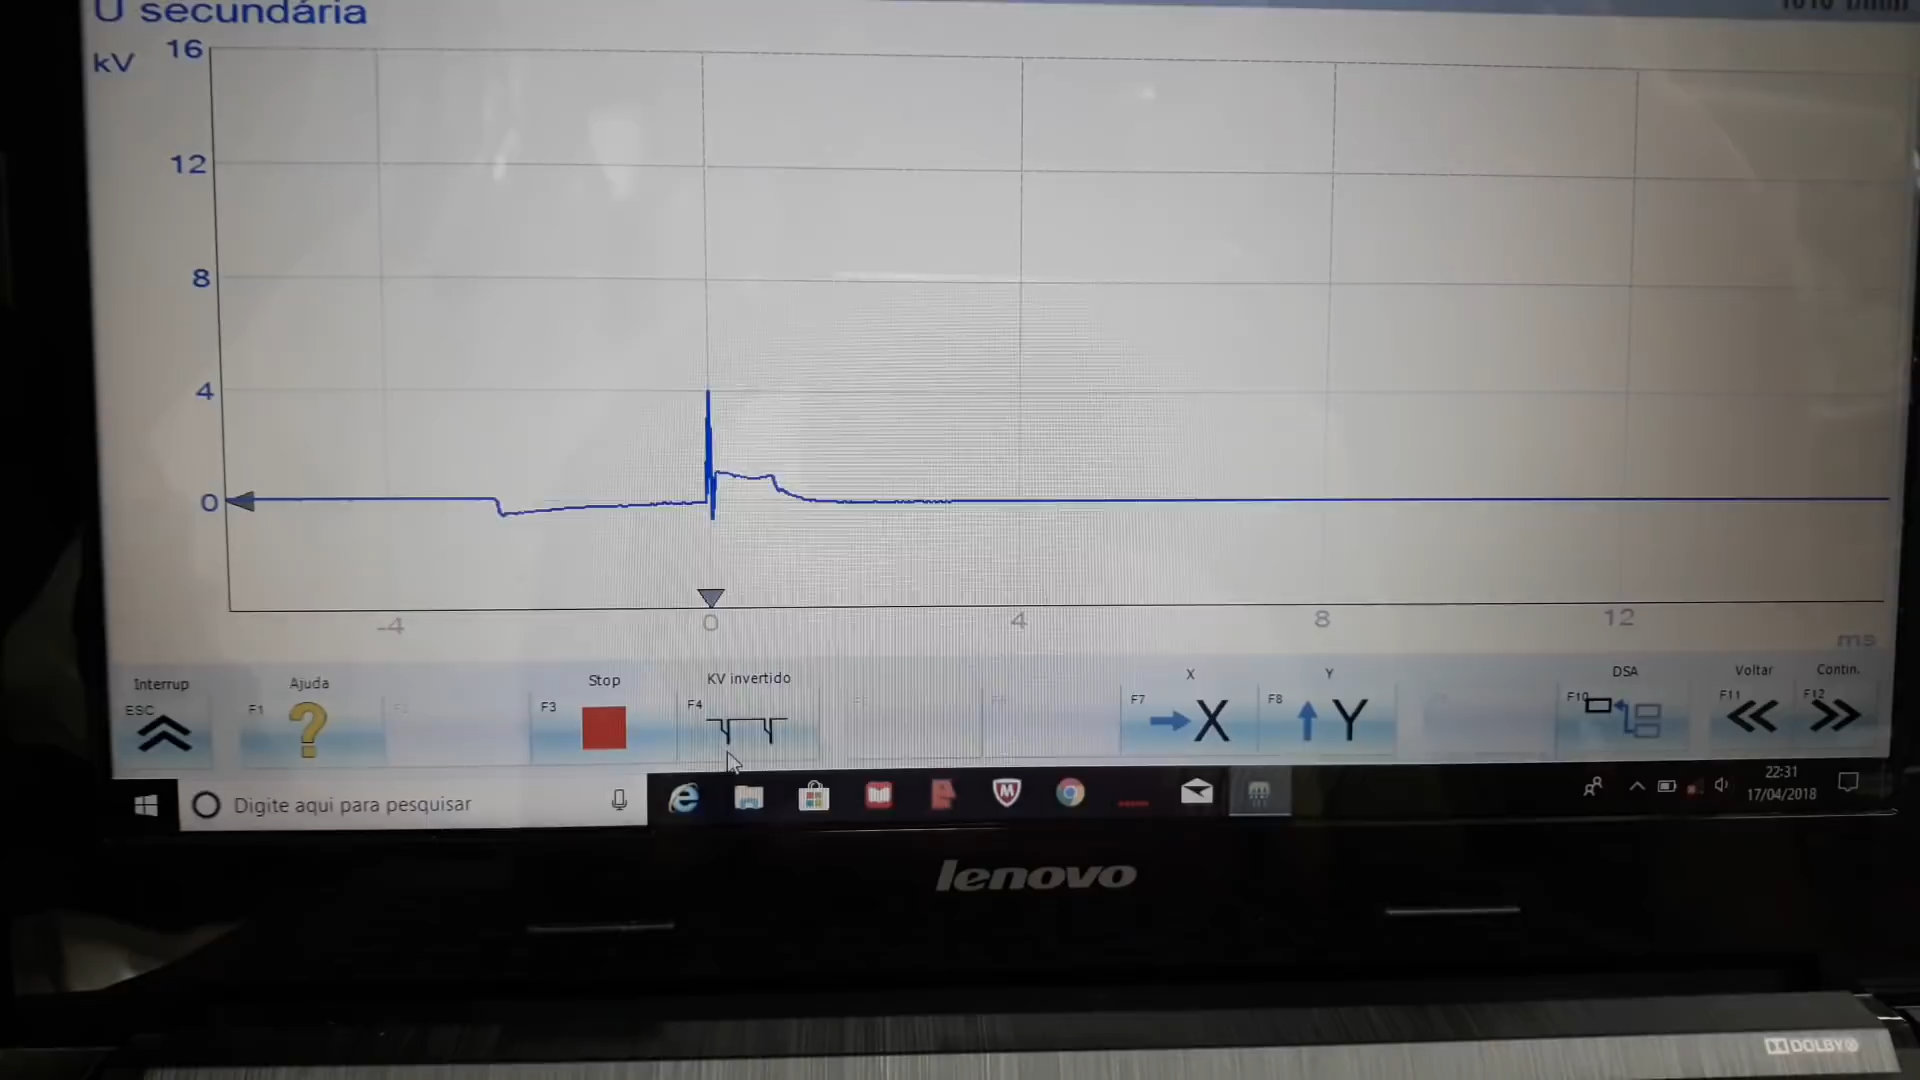 U secundária
kV
16
12
8
4
0
-4 0 4 8 12
ms
Interrup Ajuda Stop KV invertido X Y DSA Voltar Contin.
ESC F1 F3 F4 F7 X F8 Y F10 F11 F12
?
Digite aqui para pesquisar
22:31
17/04/2018
lenovo
DOLBY